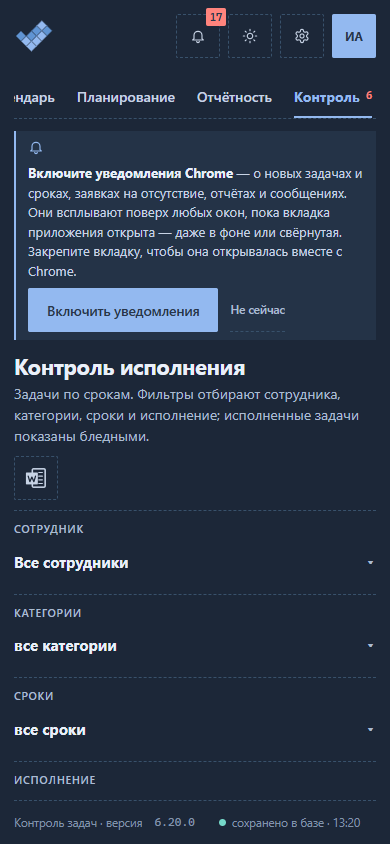 17
ИА
ендарь Планирование Отчётность Контроль 6
Включите уведомления Chrome — о новых задачах и
сроках, заявках на отсутствие, отчётах и сообщениях.
Они всплывают поверх любых окон, пока вкладка
приложения открыта — даже в фоне или свёрнутая.
Закрепите вкладку, чтобы она открывалась вместе с
Chrome.
Включить уведомления Не сейчас
Контроль исполнения
Задачи по срокам. Фильтры отбирают сотрудника,
категории, сроки и исполнение; исполненные задачи
показаны бледными.
W
СОТРУДНИК
Все сотрудники
КАТЕГОРИИ
все категории
СРОКИ
все сроки
ИСПОЛНЕНИЕ
Контроль задач · версия 6.20.0 сохранено в базе · 13:20